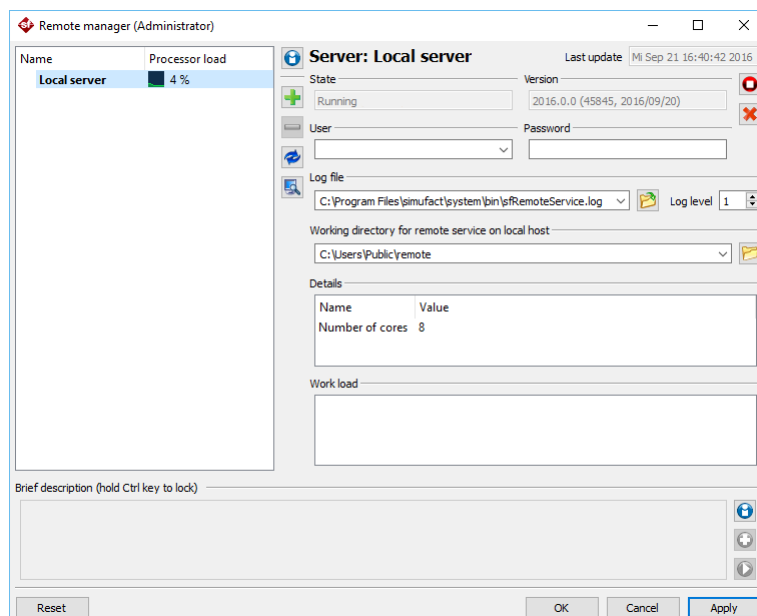 Remote manager (Administrator)
Name Processor load
Local server 4 %
Server: Local server Last update Mi Sep 21 16:40:42 2016
State Version
Running 2016.0.0 (45845, 2016/09/20)
User Password
Log file
C:\Program Files\simufact\system\bin\sfRemoteService.log Log level 1
Working directory for remote service on local host
C:\Users\Public\remote
Details
Name Value
Number of cores 8
Work load
Brief description (hold Ctrl key to lock)
Reset OK Cancel Apply